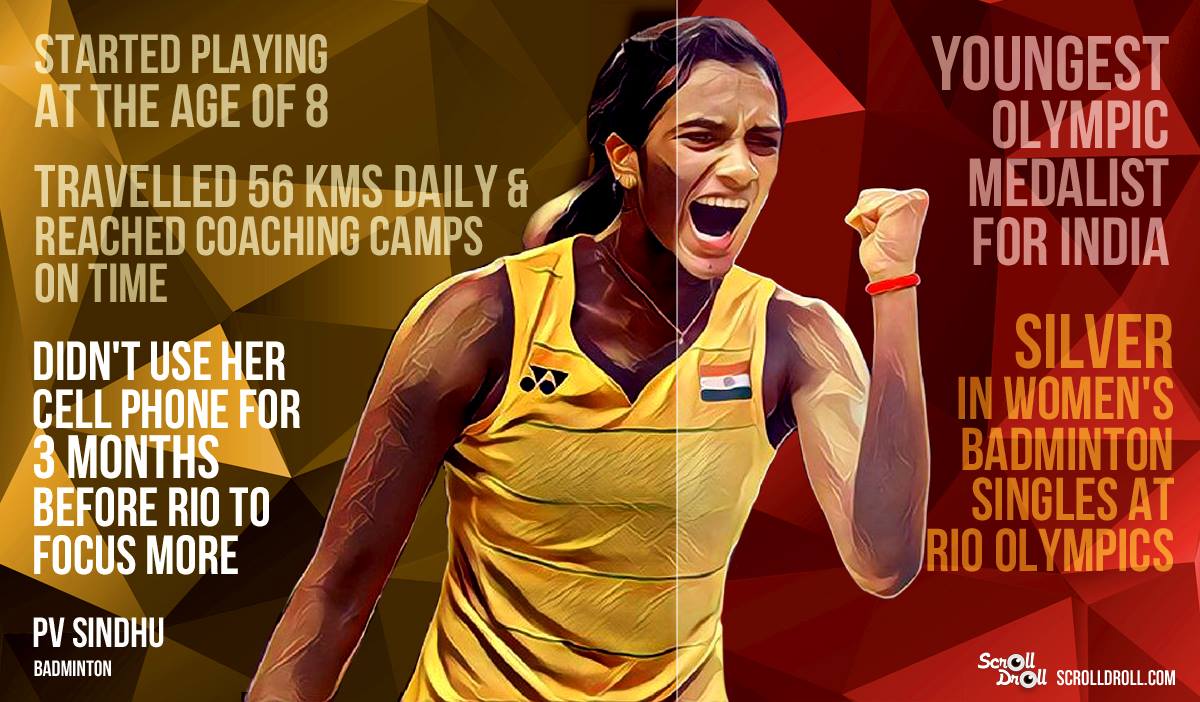 STARTED PLAYING
AT THE AGE OF 8
TRAVELLED 56 KMS DAILY &
REACHED COACHING CAMPS
ON TIME
DIDN'T USE HER
CELL PHONE FOR
3 MONTHS
BEFORE RIO TO
FOCUS MORE
PV SINDHU
BADMINTON
YOUNGEST
OLYMPIC
MEDALIST
FOR INDIA
SILVER
IN WOMEN'S
BADMINTON
SINGLES AT
RIO OLYMPICS
Scroll
Droll
SCROLLDROLL.COM